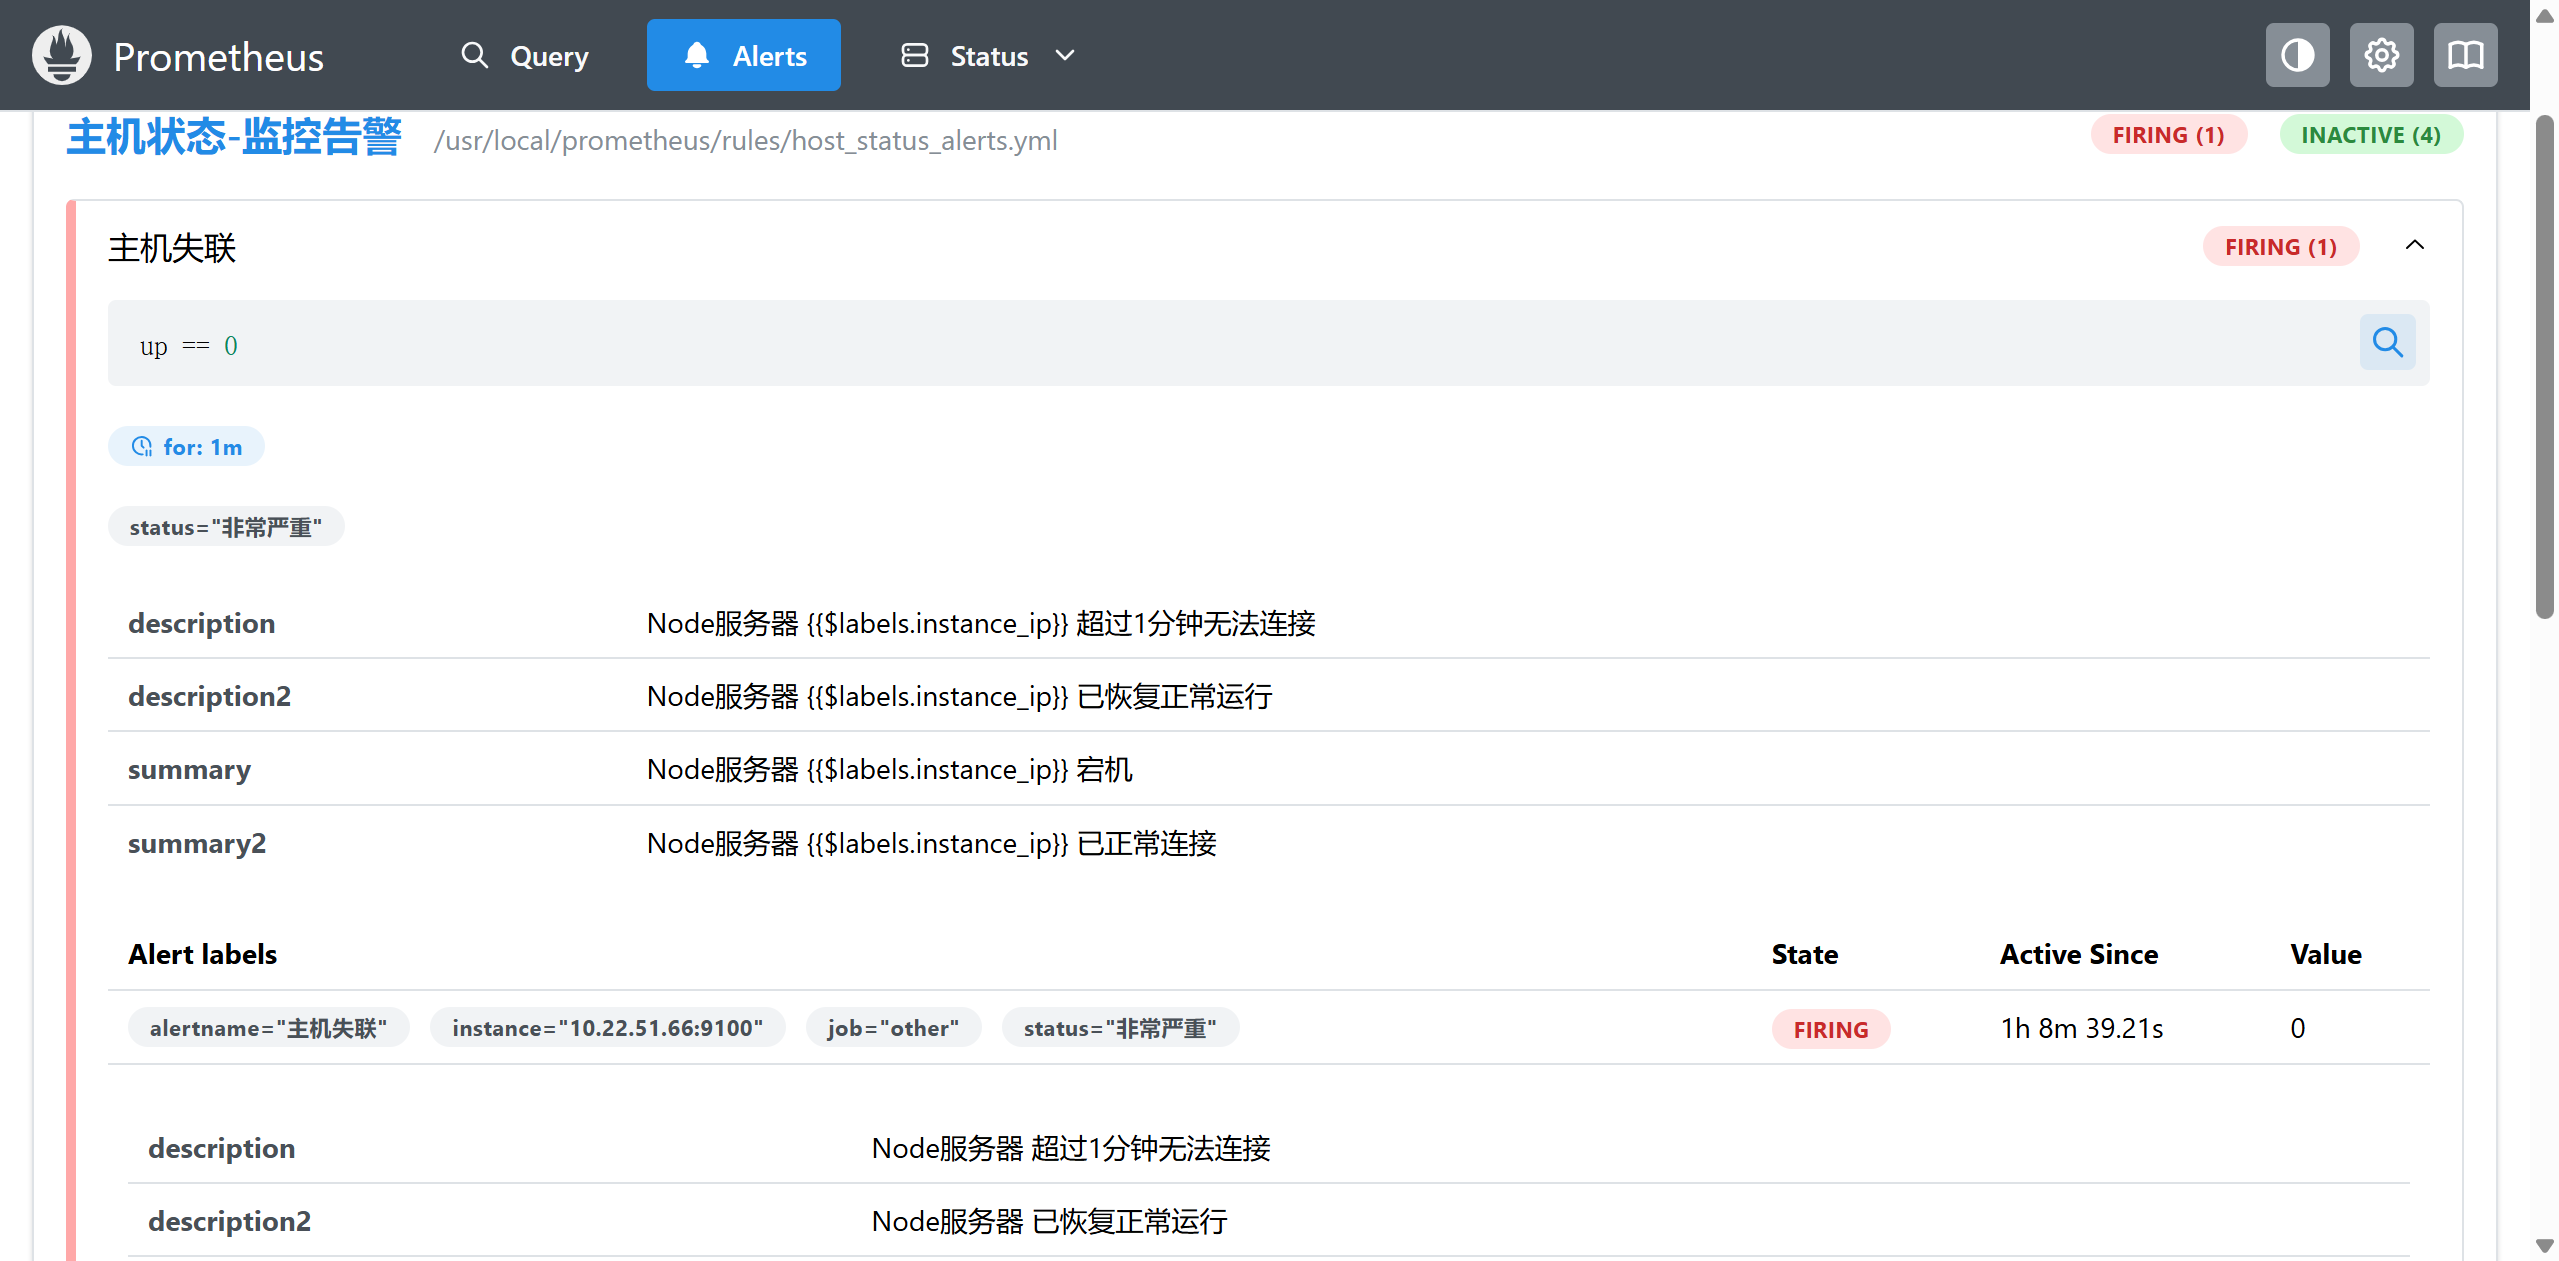 Prometheus Query Alerts Status
主机状态-监控告警 /usr/local/prometheus/rules/host_status_alerts.yml FIRING (1) INACTIVE (4)
主机失联 FIRING (1)
up == 0
for: 1m
status="非常严重"
description Node服务器 {{$labels.instance_ip}} 超过1分钟无法连接
description2 Node服务器 {{$labels.instance_ip}} 已恢复正常运行
summary Node服务器 {{$labels.instance_ip}} 宕机
summary2 Node服务器 {{$labels.instance_ip}} 已正常连接
Alert labels State Active Since Value
alertname="主机失联" instance="10.22.51.66:9100" job="other" status="非常严重" FIRING 1h 8m 39.21s 0
description Node服务器 超过1分钟无法连接
description2 Node服务器 已恢复正常运行